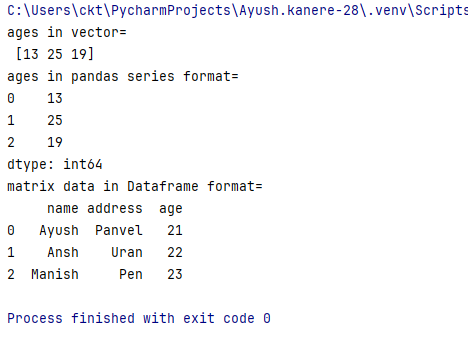 C:\Users\ckt\PycharmProjects\Ayush.kanere-28\.venv\Scripts
ages in vector=
 [13 25 19]
ages in pandas series format=
0    13
1    25
2    19
dtype: int64
matrix data in Dataframe format=
     name address  age
0   Ayush  Panvel   21
1    Ansh    Uran   22
2  Manish     Pen   23

Process finished with exit code 0